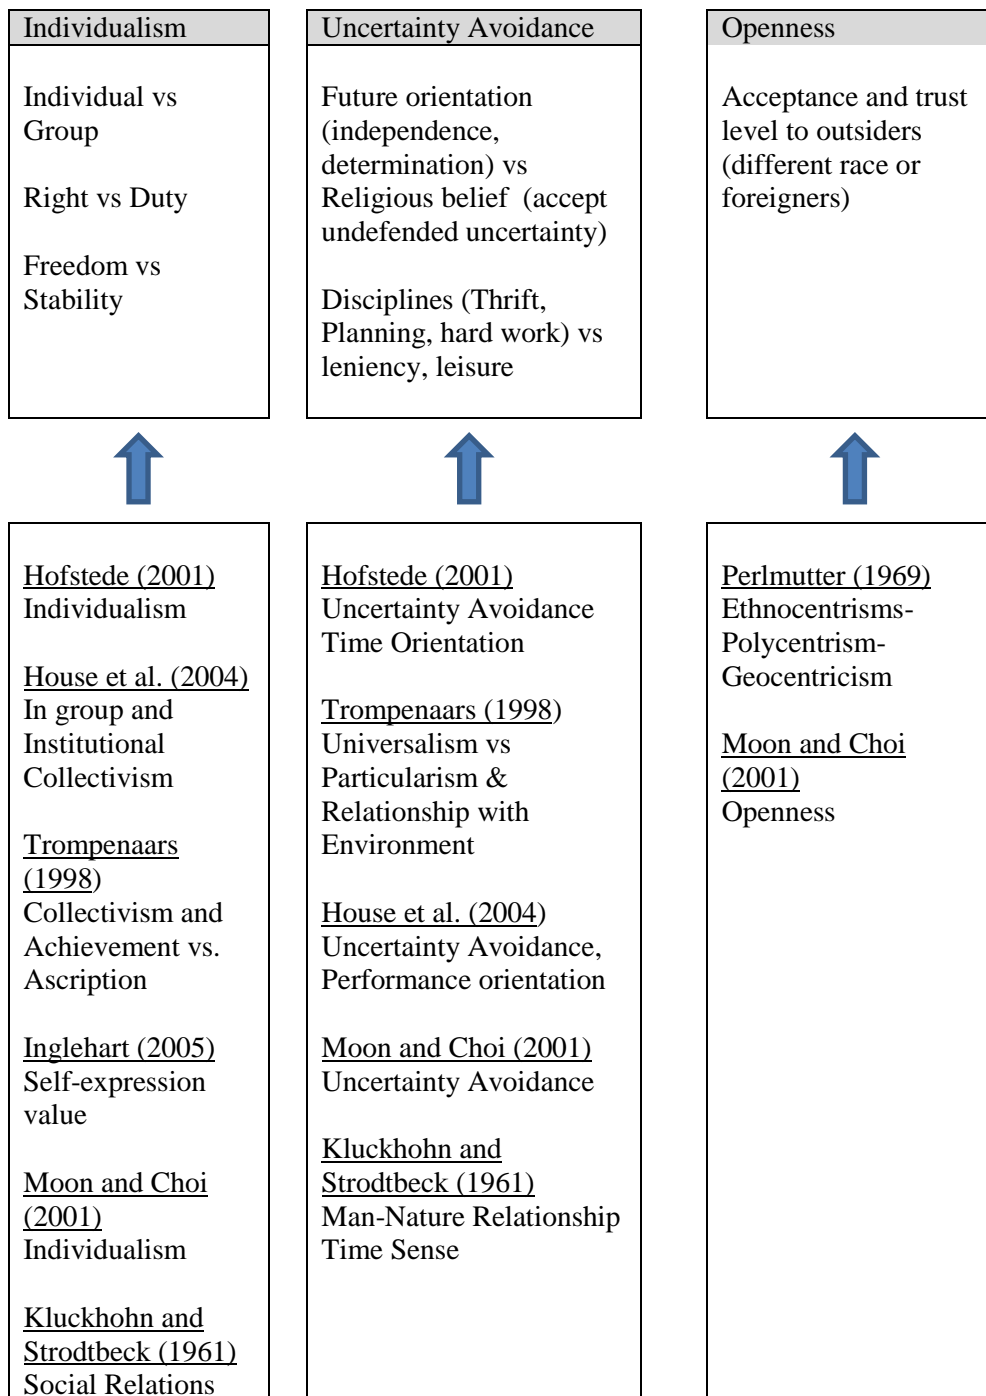 Individualism
Individual vs
Group
Right vs Duty
Freedom vs
Stability
Uncertainty Avoidance
Future orientation
(independence,
determination) vs
Religious belief  (accept
undefended uncertainty)
Disciplines (Thrift,
Planning, hard work) vs
leniency, leisure
Openness
Acceptance and trust
level to outsiders
(different race or
foreigners)
Hofstede (2001)
Individualism
House et al. (2004)
In group and
Institutional
Collectivism
Trompenaars
(1998)
Collectivism and
Achievement vs.
Ascription
Inglehart (2005)
Self-expression
value
Moon and Choi
(2001)
Individualism
Kluckhohn and
Strodtbeck (1961)
Social Relations
Hofstede (2001)
Uncertainty Avoidance
Time Orientation
Trompenaars (1998)
Universalism vs
Particularism &
Relationship with
Environment
House et al. (2004)
Uncertainty Avoidance,
Performance orientation
Moon and Choi (2001)
Uncertainty Avoidance
Kluckhohn and
Strodtbeck (1961)
Man-Nature Relationship
Time Sense
Perlmutter (1969)
Ethnocentrisms-
Polycentrism-
Geocentricism
Moon and Choi
(2001)
Openness